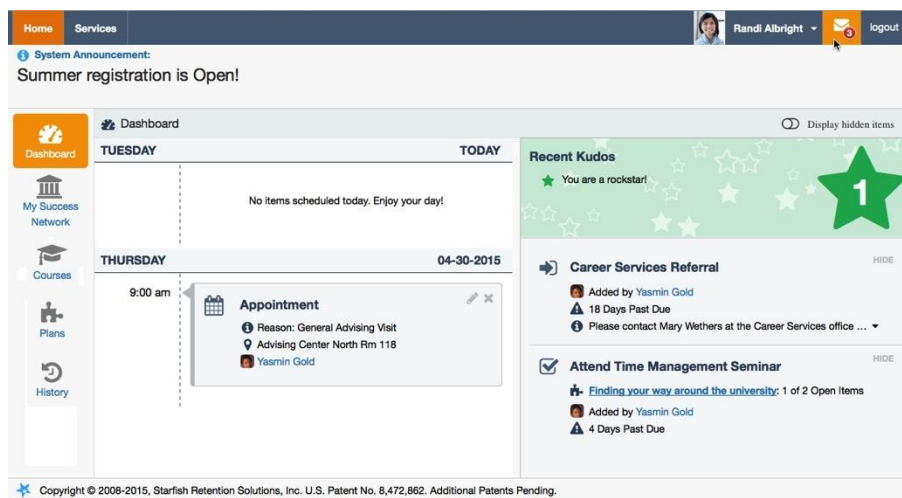 Home Services
Randi Albright
3
logout
System Announcement:
Summer registration is Open!
Dashboard
My Success
Network
Courses
Plans
History
Dashboard
Display hidden items
TUESDAY TODAY
No items scheduled today. Enjoy your day!
THURSDAY 04-30-2015
9:00 am
Appointment
Reason: General Advising Visit
Advising Center North Rm 118
Yasmin Gold
Recent Kudos
You are a rockstar!
1
HIDE
Career Services Referral
Added by Yasmin Gold
18 Days Past Due
Please contact Mary Wethers at the Career Services office ...
HIDE
Attend Time Management Seminar
Finding your way around the university: 1 of 2 Open Items
Added by Yasmin Gold
4 Days Past Due
Copyright © 2008-2015, Starfish Retention Solutions, Inc. U.S. Patent No. 8,472,862. Additional Patents Pending.